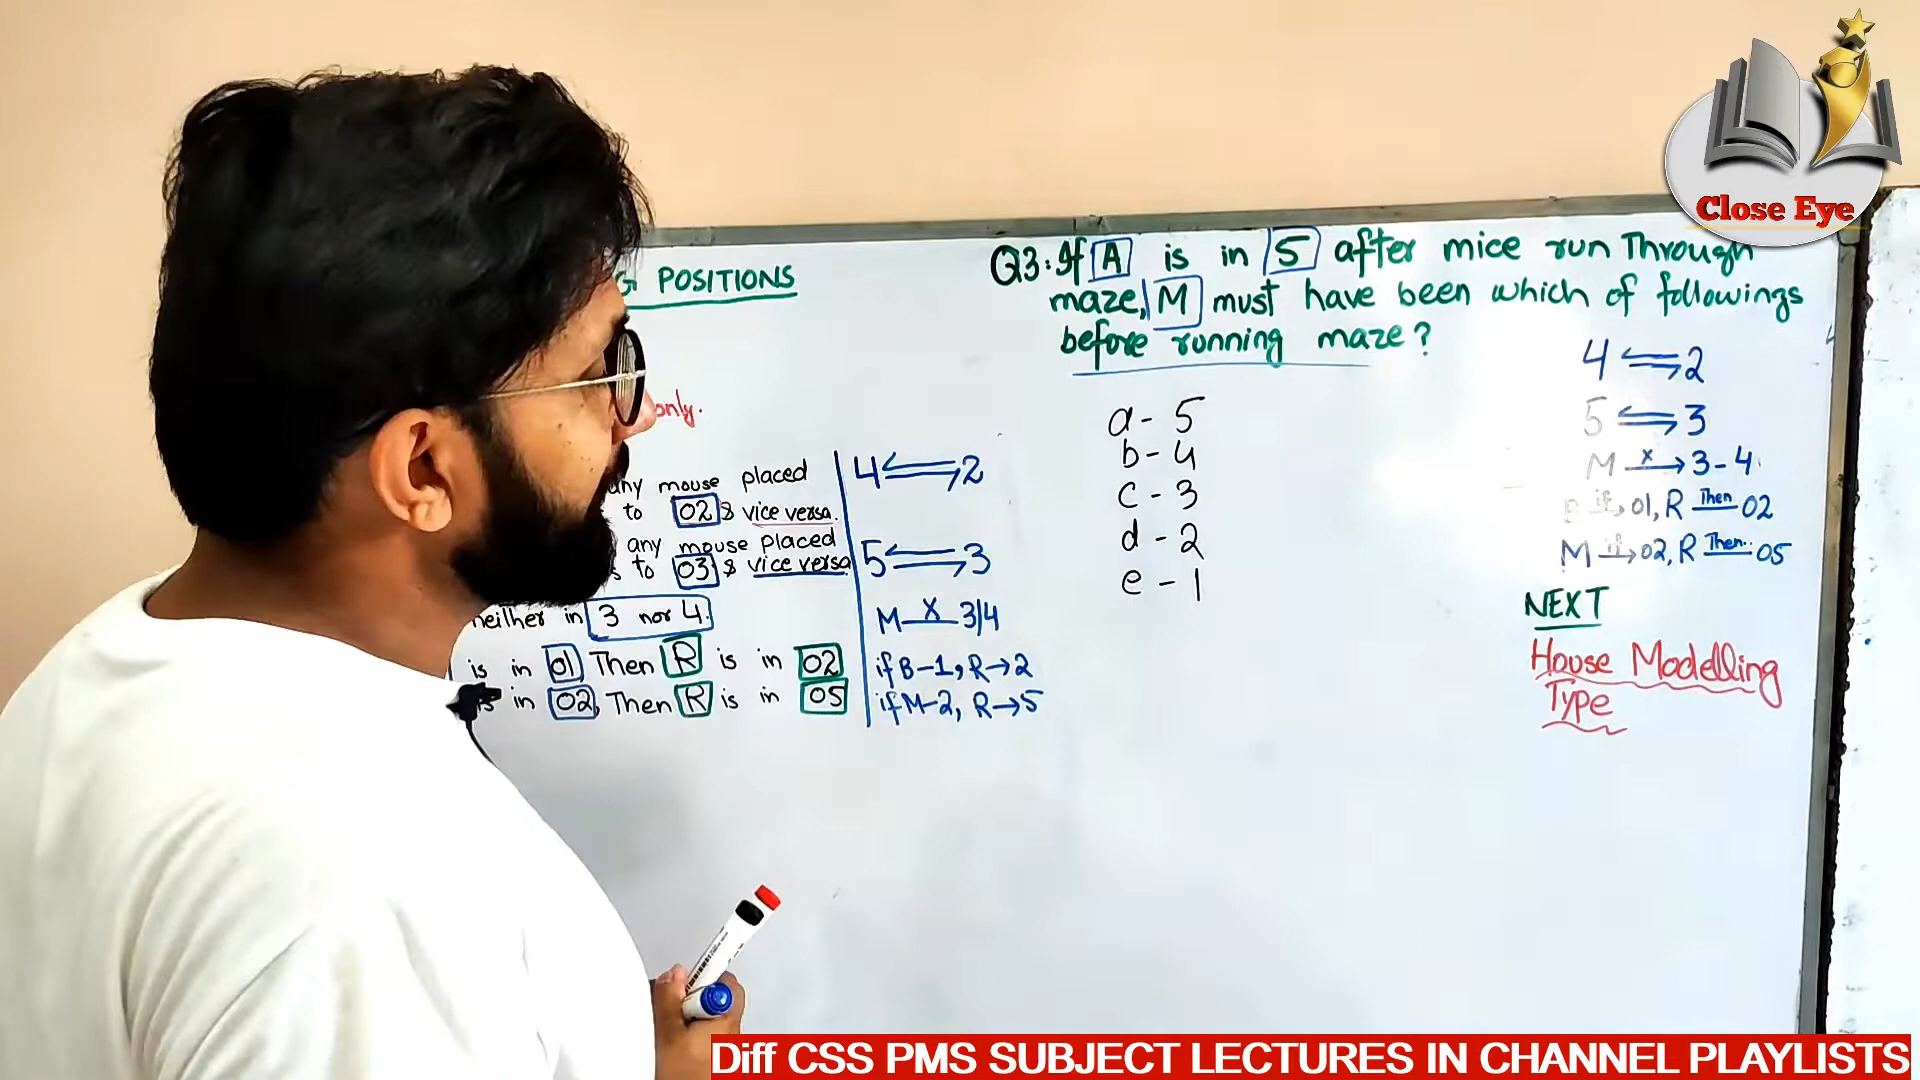 Close Eye
G POSITIONS
only.
any mouse placed
to 02 & vice versa.
any mouse placed
to 03 & vice versa
neither in 3 nor 4.
is in 01 Then R is in 02
in 02, Then R is in 05
4 ⇌ 2
5 ⇌ 3
M x 3/4
if B-1, R→2
if M-2, R→5
Q3: If A is in 5 after mice run Through
maze, M must have been which of followings
before running maze?
a - 5
b - 4
c - 3
d - 2
e - 1
4 ⇌ 2
5 ⇌ 3
M x→ 3-4
if→ 01, R Then 02
M if→ 02, R Then.. 05
NEXT
House Modelling
Type
Diff CSS PMS SUBJECT LECTURES IN CHANNEL PLAYLISTS